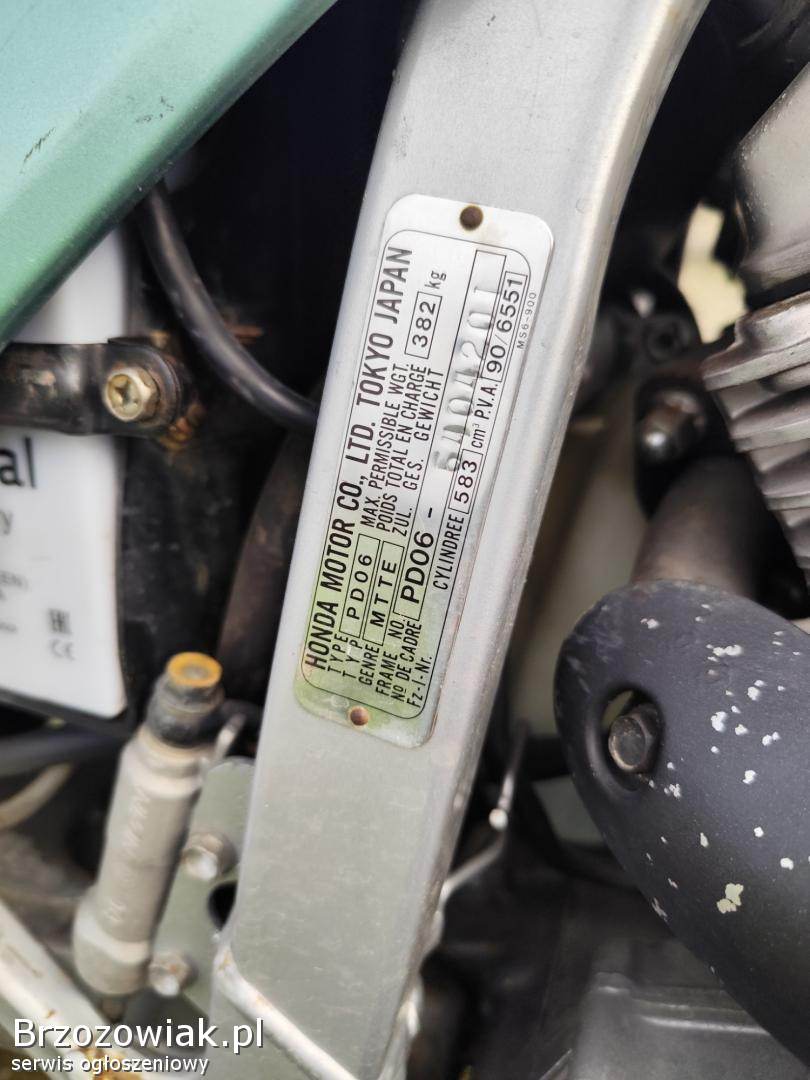 HONDA MOTOR CO., LTD. TOKYO JAPAN
TYPE
TYP PD06
MAX. PERMISSIBLE WGT.
POIDS TOTAL EN CHARGE
ZUL. GES. GEWICHT
382 kg
GENRE MTTE
FRAME NO.
Nº DE CADRE
Fz-I-Nr.
PD06 -
CYLINDREE 583 cm³ P.V.A. 90/6551
MS6-900
al
y
CE
Brzozowiak.pl
serwis ogłoszeniowy